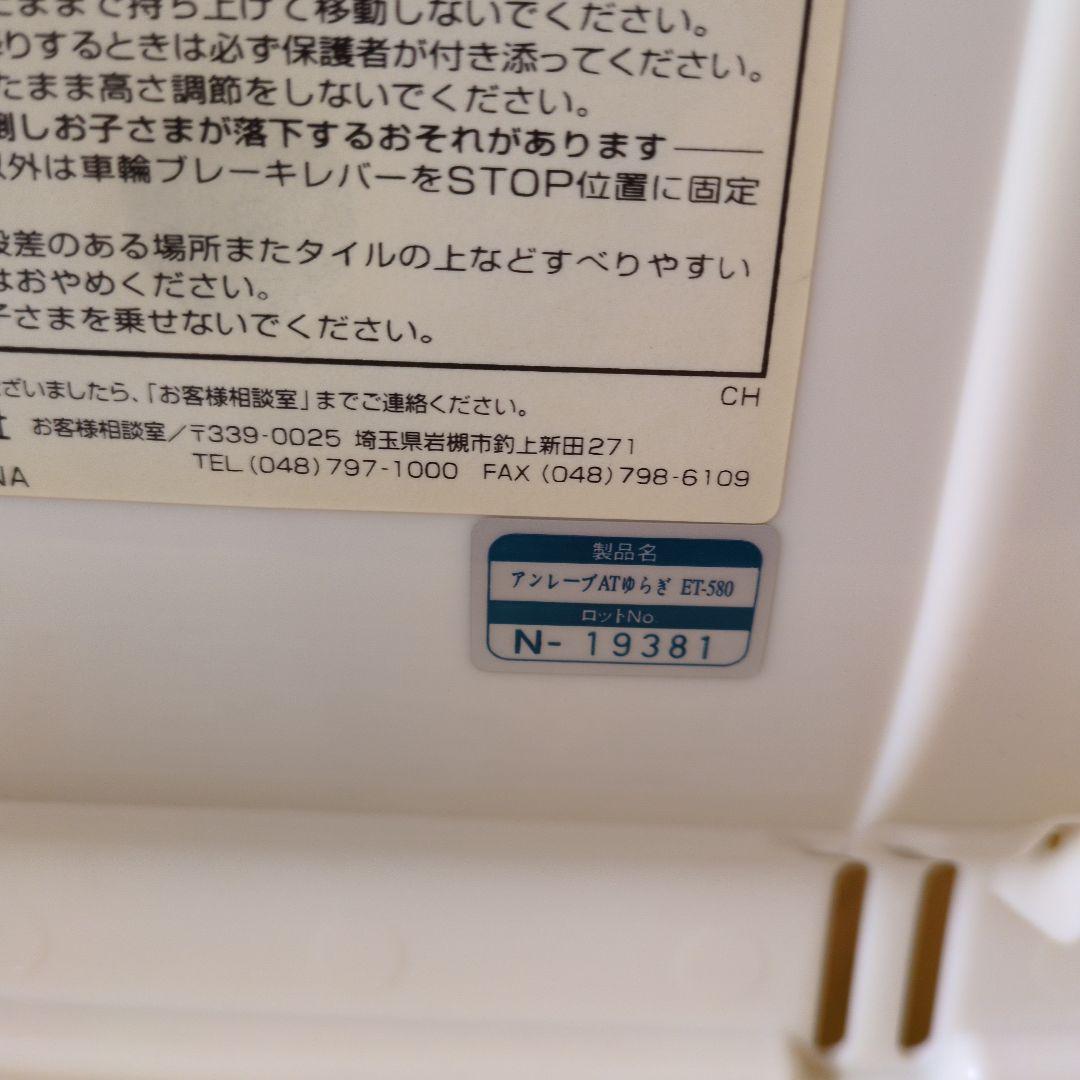 たままで持ち上げて移動しないでください。
りするときは必ず保護者が付き添ってください。
たまま高さ調節をしないでください。
倒しお子さまが落下するおそれがあります
以外は車輪ブレーキレバーをSTOP位置に固定
段差のある場所またタイルの上などすべりやすい
はおやめください。
子さまを乗せないでください。
CH
ございましたら、「お客様相談室」までご連絡ください。
社 お客様相談室/〒339-0025 埼玉県岩槻市釣上新田271
TEL(048)797-1000 FAX (048)798-6109
NA
製品名
アンレーブATゆらぎ ET-580
ロットNo
N- 19381